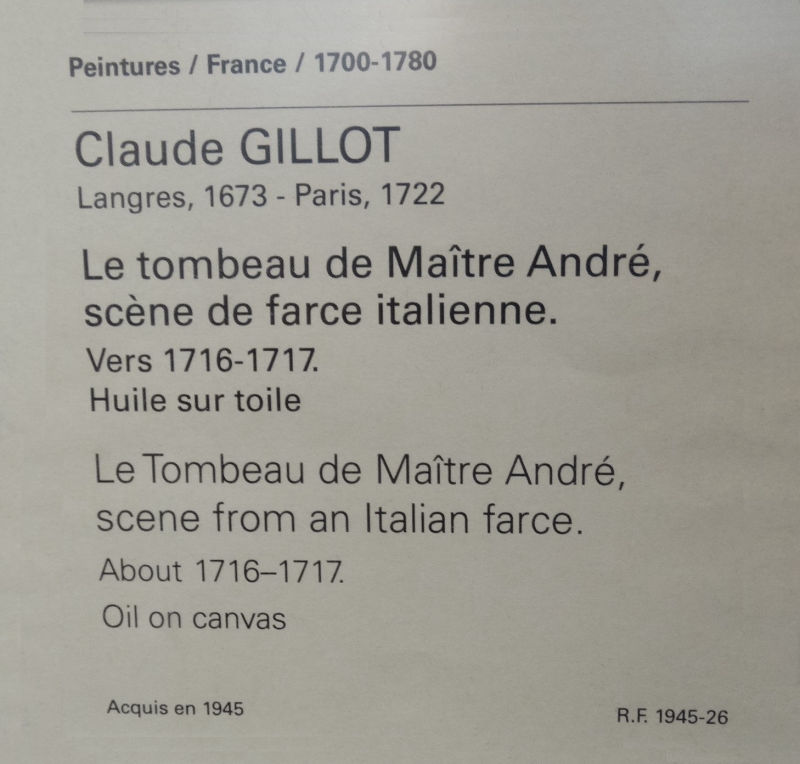 Peintures / France / 1700-1780
Claude GILLOT
Langres, 1673 - Paris, 1722
Le tombeau de Maître André,
scène de farce italienne.
Vers 1716-1717.
Huile sur toile
Le Tombeau de Maître André,
scene from an Italian farce.
About 1716–1717.
Oil on canvas
Acquis en 1945
R.F. 1945-26